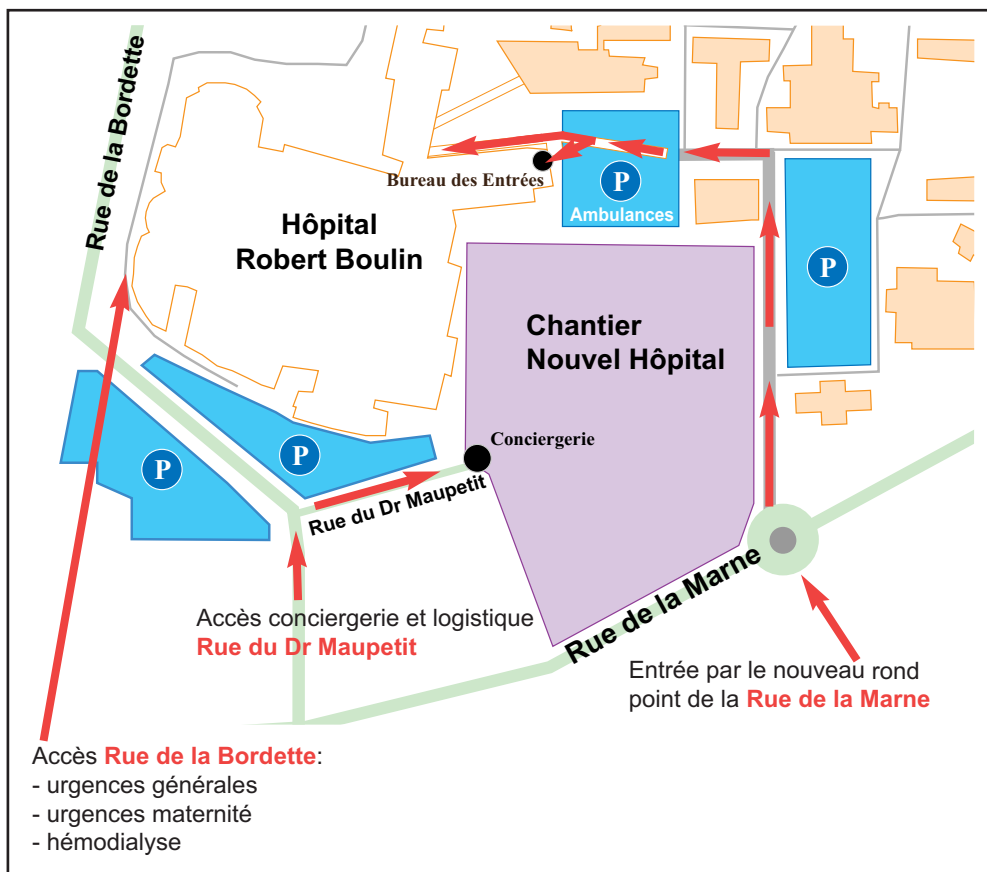 Rue de la Bordette
Bureau des Entrées
P
Ambulances
Hôpital
Robert Boulin
P
Chantier
Nouvel Hôpital
Conciergerie
P
P
Rue du Dr Maupetit
Rue de la Marne
Accès conciergerie et logistique
Rue du Dr Maupetit
Entrée par le nouveau rond
point de la Rue de la Marne
Accès Rue de la Bordette:
- urgences générales
- urgences maternité
- hémodialyse